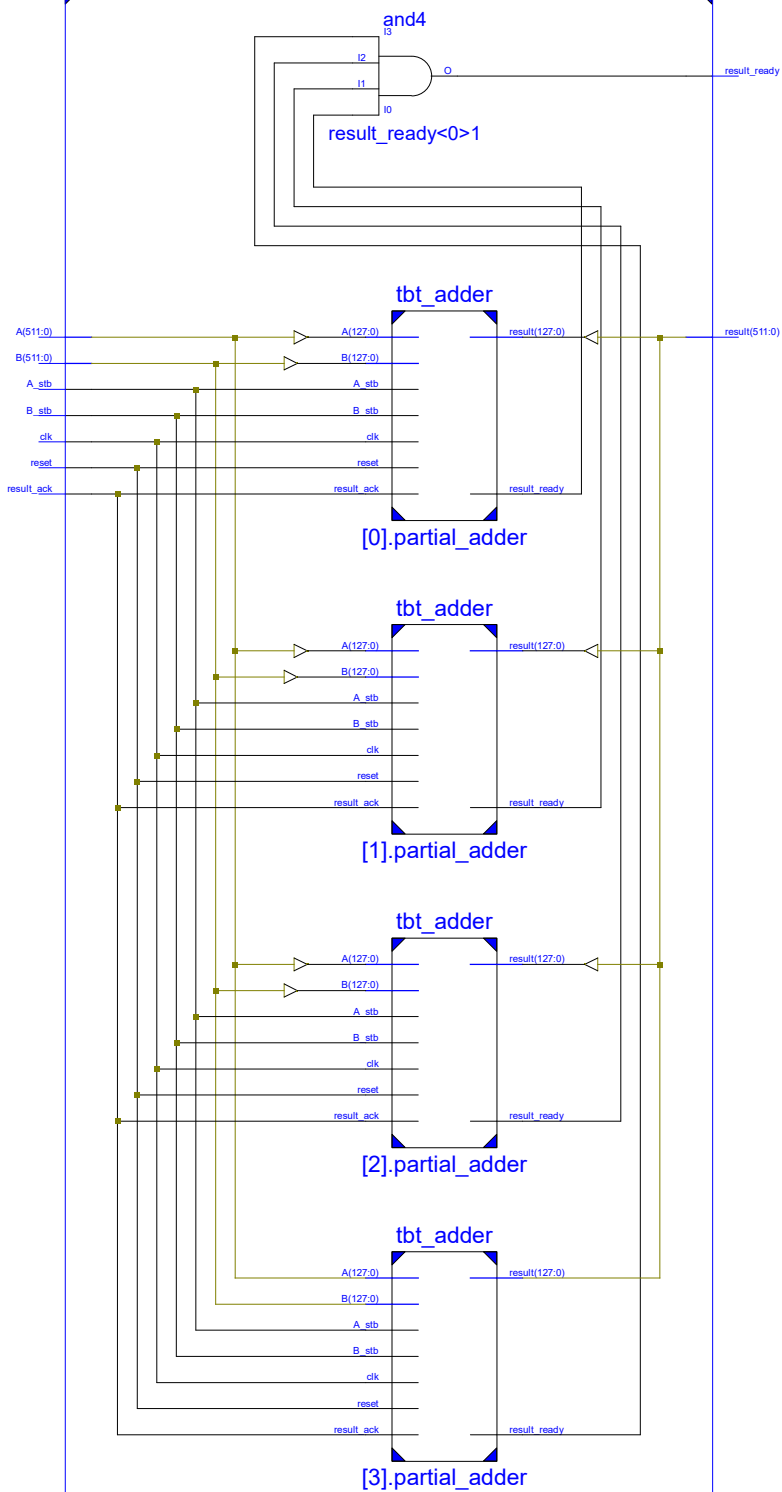 and4
I3
I2
I1
I0
O
result_ready
result_ready<0>1
tbt_adder
A(511:0)
B(511:0)
A_stb
B_stb
clk
reset
result_ack
A(127:0)
B(127:0)
A_stb
B_stb
clk
reset
result_ack
result(127:0)
result_ready
result(511:0)
[0].partial_adder
tbt_adder
A(127:0)
B(127:0)
A_stb
B_stb
clk
reset
result_ack
result(127:0)
result_ready
[1].partial_adder
tbt_adder
A(127:0)
B(127:0)
A_stb
B_stb
clk
reset
result_ack
result(127:0)
result_ready
[2].partial_adder
tbt_adder
A(127:0)
B(127:0)
A_stb
B_stb
clk
reset
result_ack
result(127:0)
result_ready
[3].partial_adder